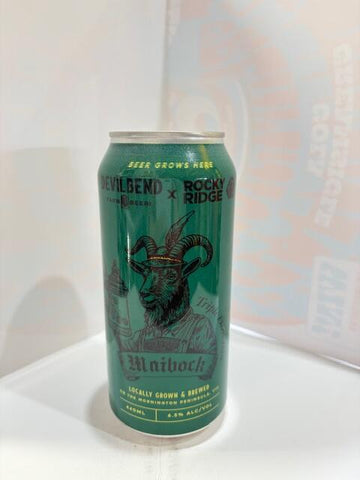 BEER GROWS HERE
DEVILBEND
FARM BEER
X
ROCKY
RIDGE
Maibock
LOCALLY GROWN & BREWED
ON THE MORNINGTON PENINSULA, VIC
440ML
6.8% ALC/VOL